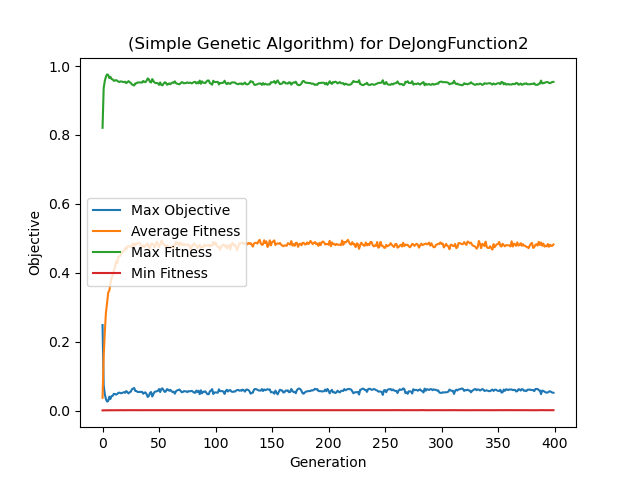 (Simple Genetic Algorithm) for DeJongFunction2
Objective
1.0
0.8
0.6
0.4
0.2
0.0
Max Objective
Average Fitness
Max Fitness
Min Fitness
0 50 100 150 200 250 300 350 400
Generation